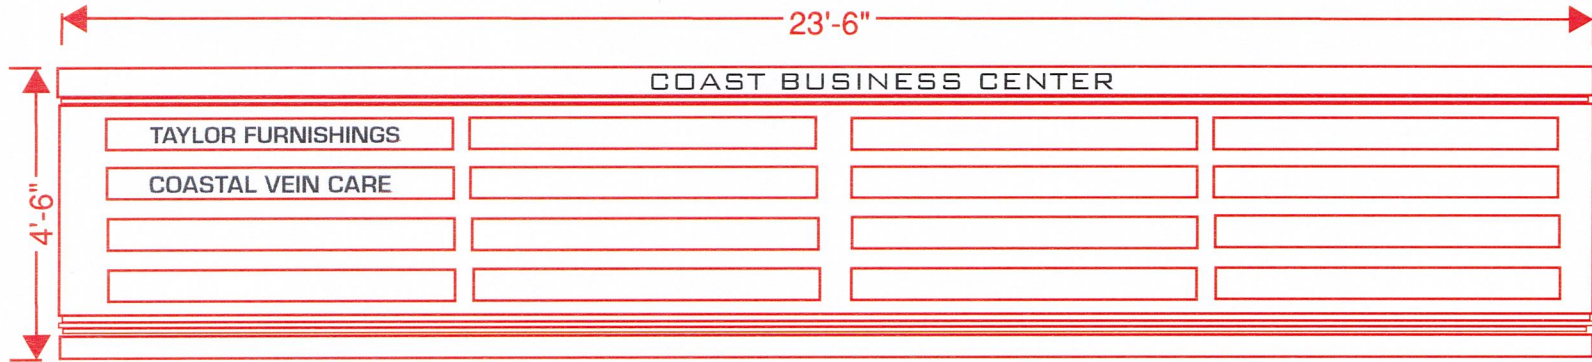 23'-6"
COAST BUSINESS CENTER
TAYLOR FURNISHINGS
COASTAL VEIN CARE
4'-6"